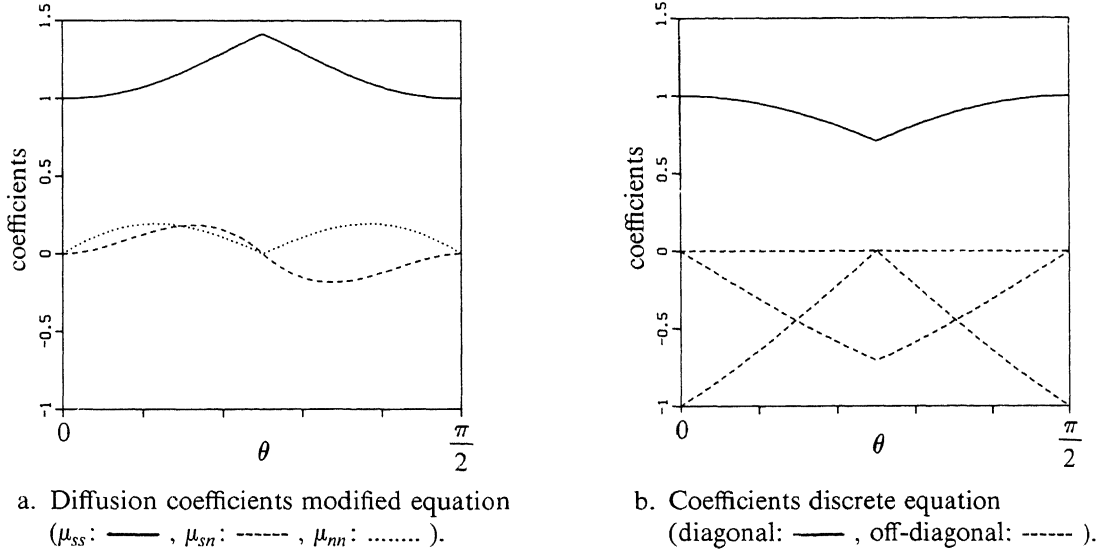 1.5
1
0.5
0
-0.5
-1
coefficients
0
θ
π
2
a. Diffusion coefficients modified equation
(μss: —— , μsn: ------ , μnn: ........ ).
1.5
1
0.5
0
-0.5
-1
coefficients
0
θ
π
2
b. Coefficients discrete equation
(diagonal: —— , off-diagonal: ------ ).